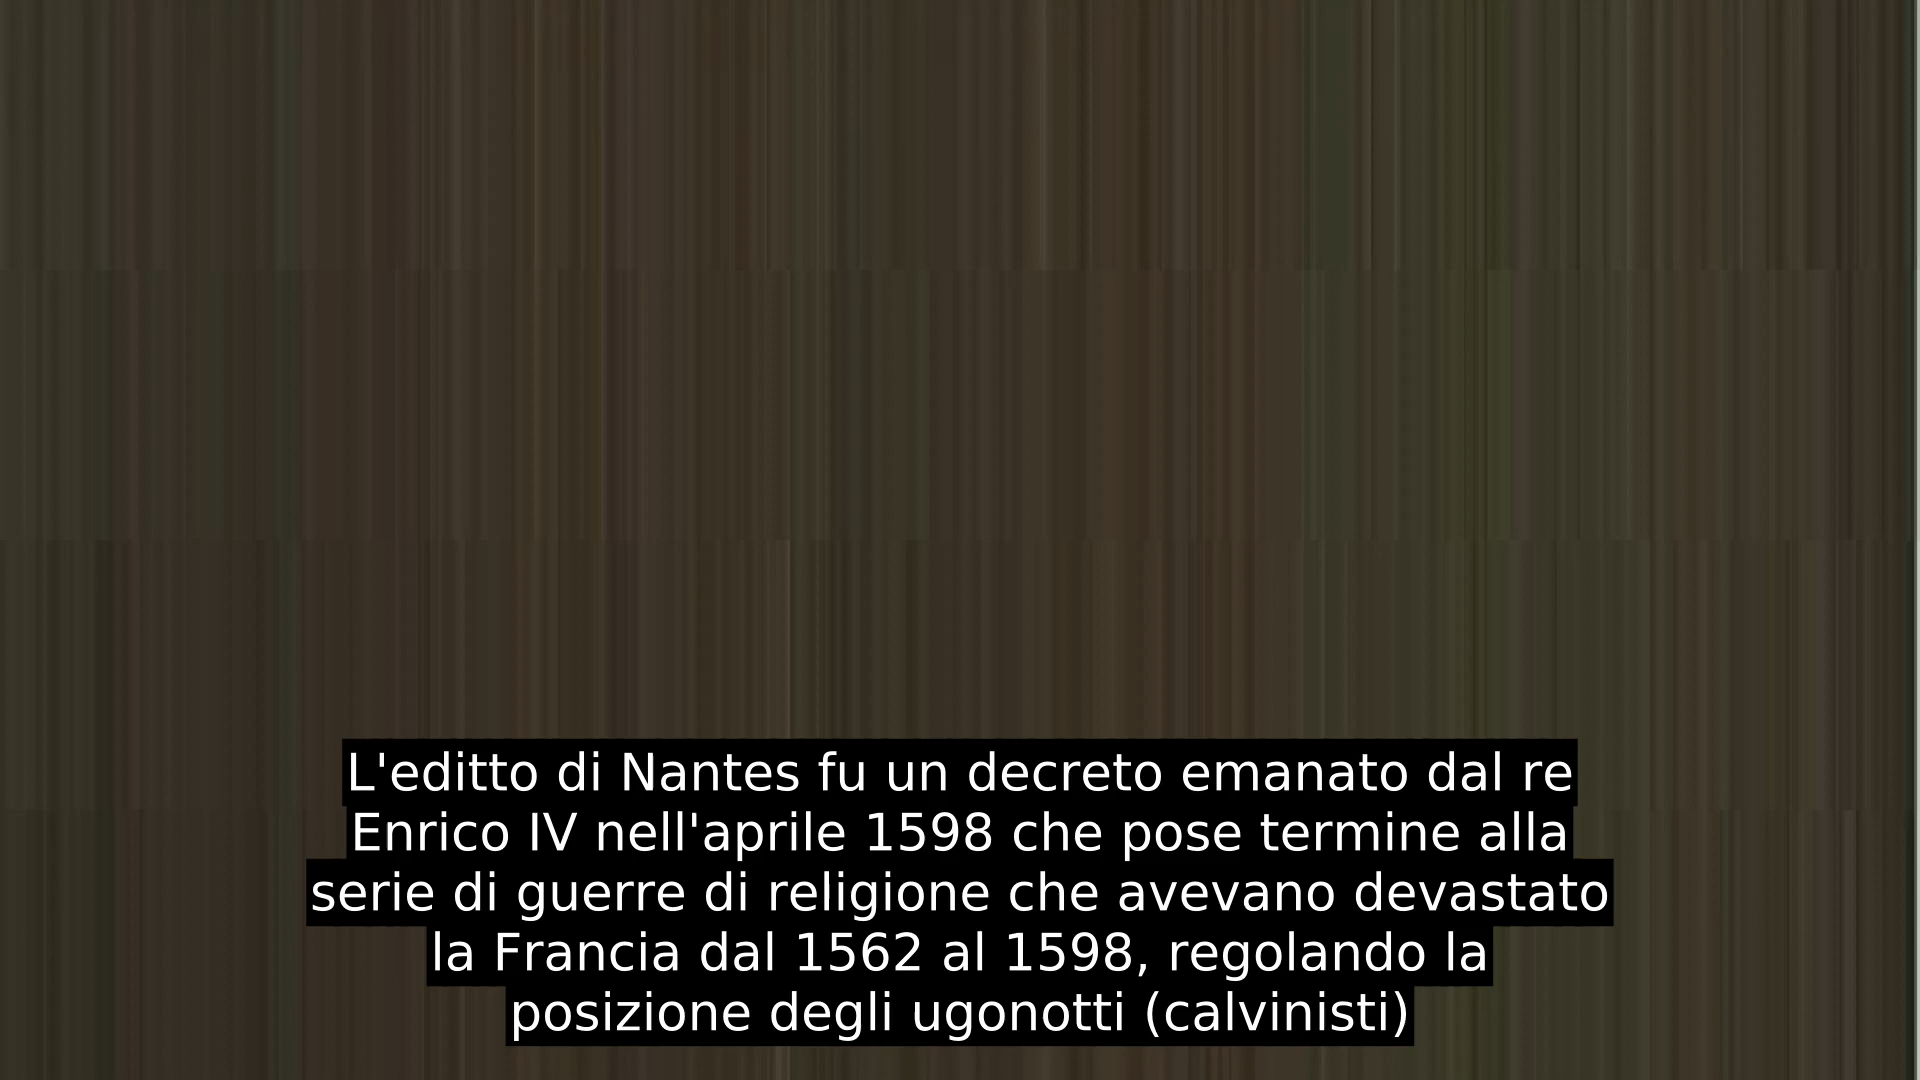 L'editto di Nantes fu un decreto emanato dal re
Enrico IV nell'aprile 1598 che pose termine alla
serie di guerre di religione che avevano devastato
la Francia dal 1562 al 1598, regolando la
posizione degli ugonotti (calvinisti)